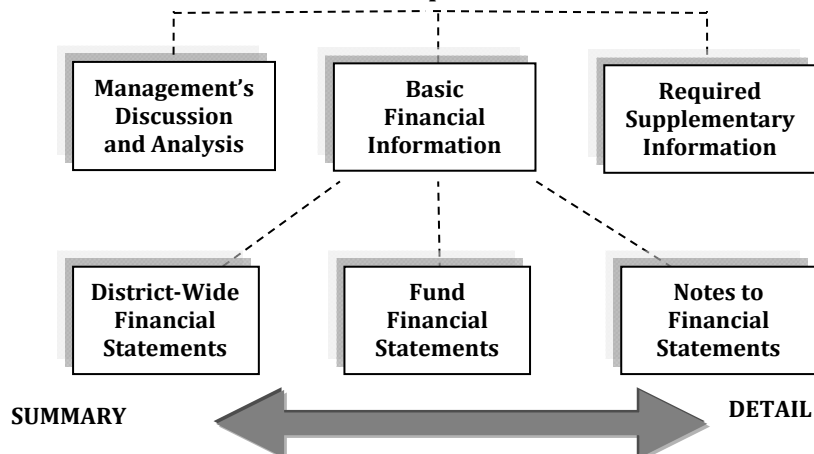 Management’s
Discussion
and Analysis
Basic
Financial
Information
Required
Supplementary
Information
District-Wide
Financial
Statements
Fund
Financial
Statements
Notes to
Financial
Statements
SUMMARY
DETAIL